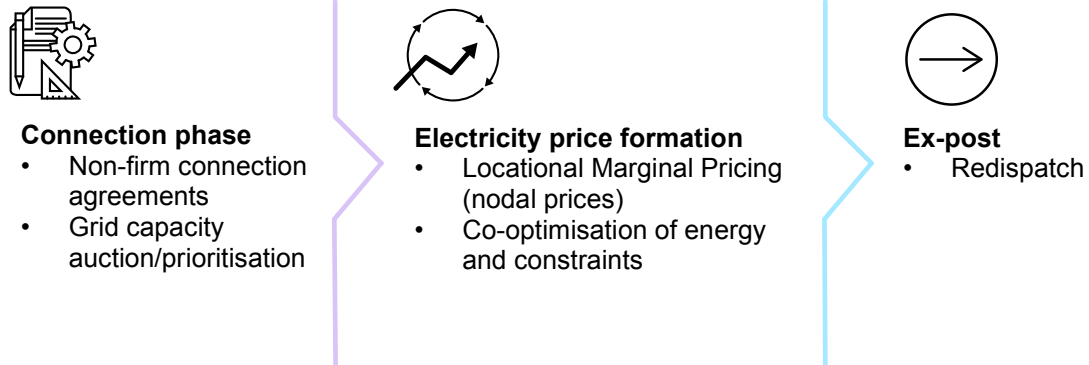 Connection phase
• Non-firm connection
agreements
• Grid capacity
auction/prioritisation
Electricity price formation
• Locational Marginal Pricing
(nodal prices)
• Co-optimisation of energy
and constraints
Ex-post
• Redispatch